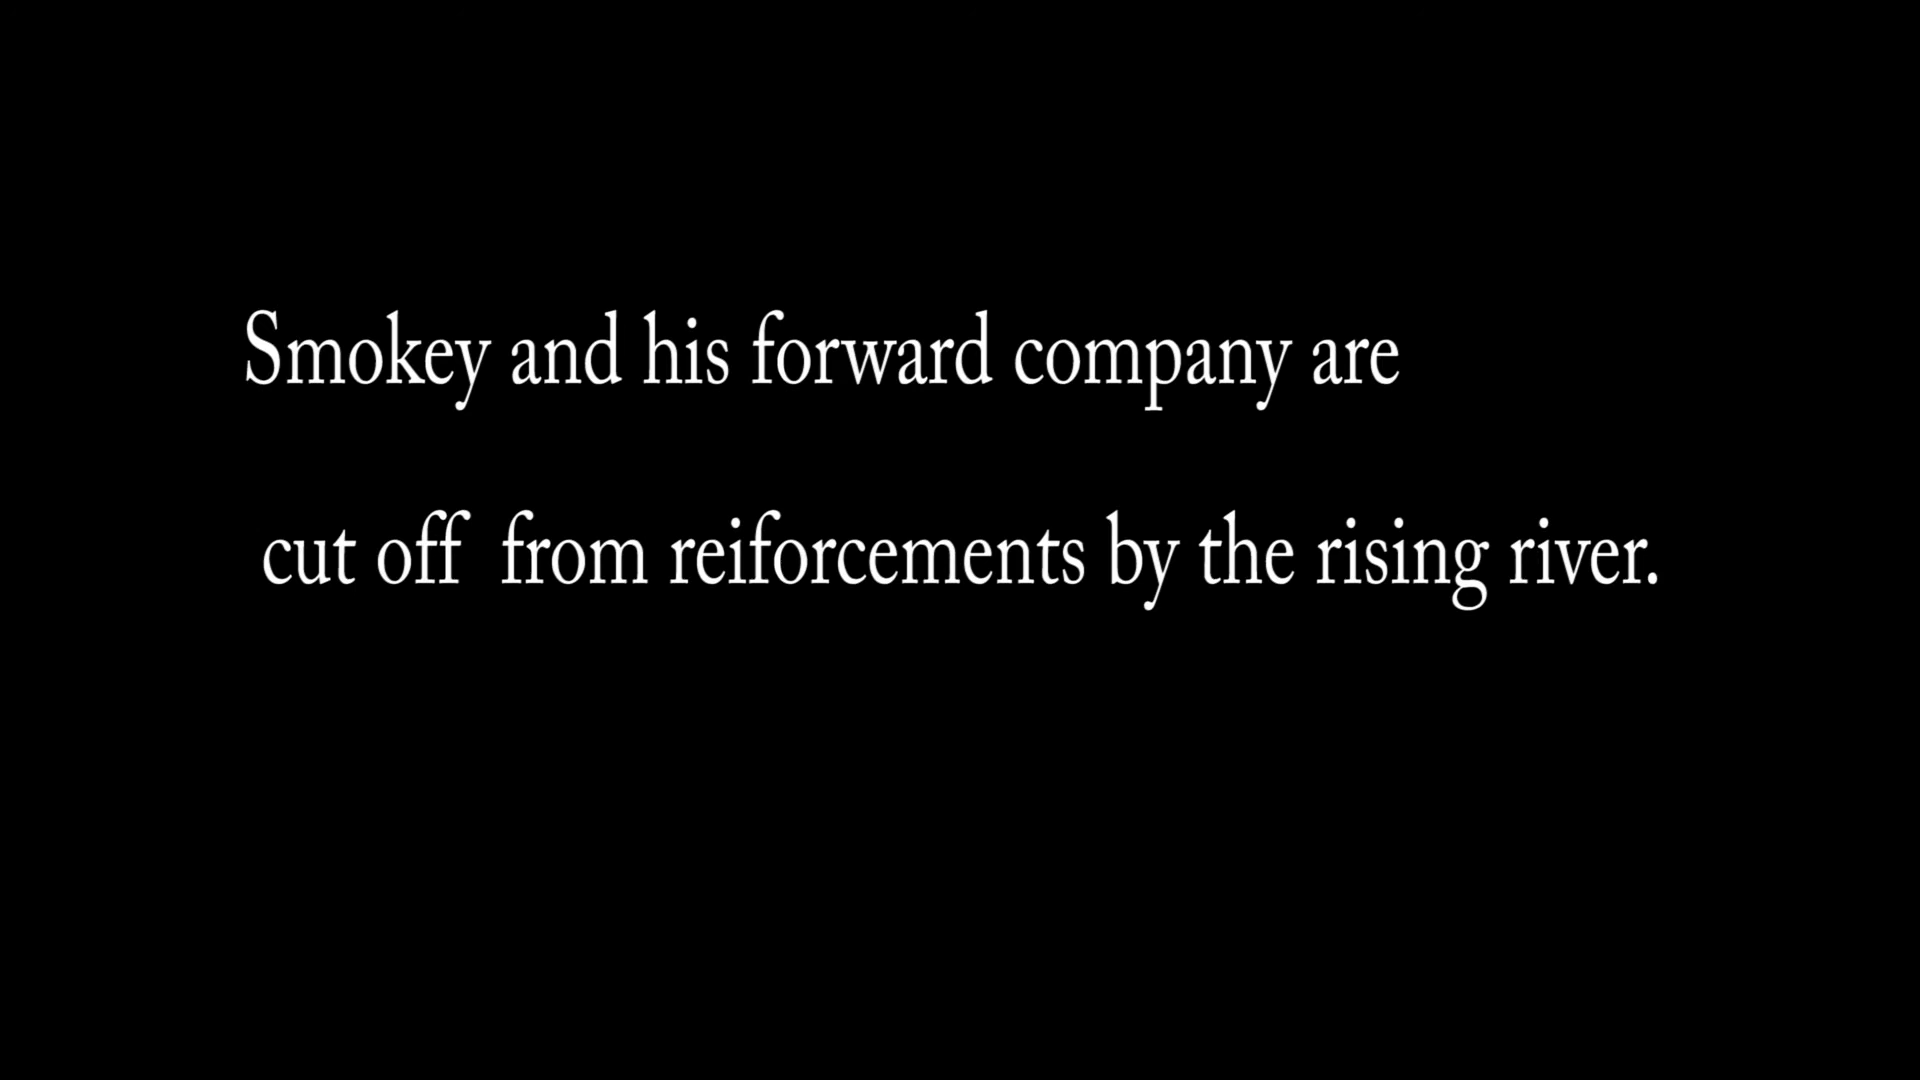 Smokey and his forward company are
cut off  from reiforcements by the rising river.